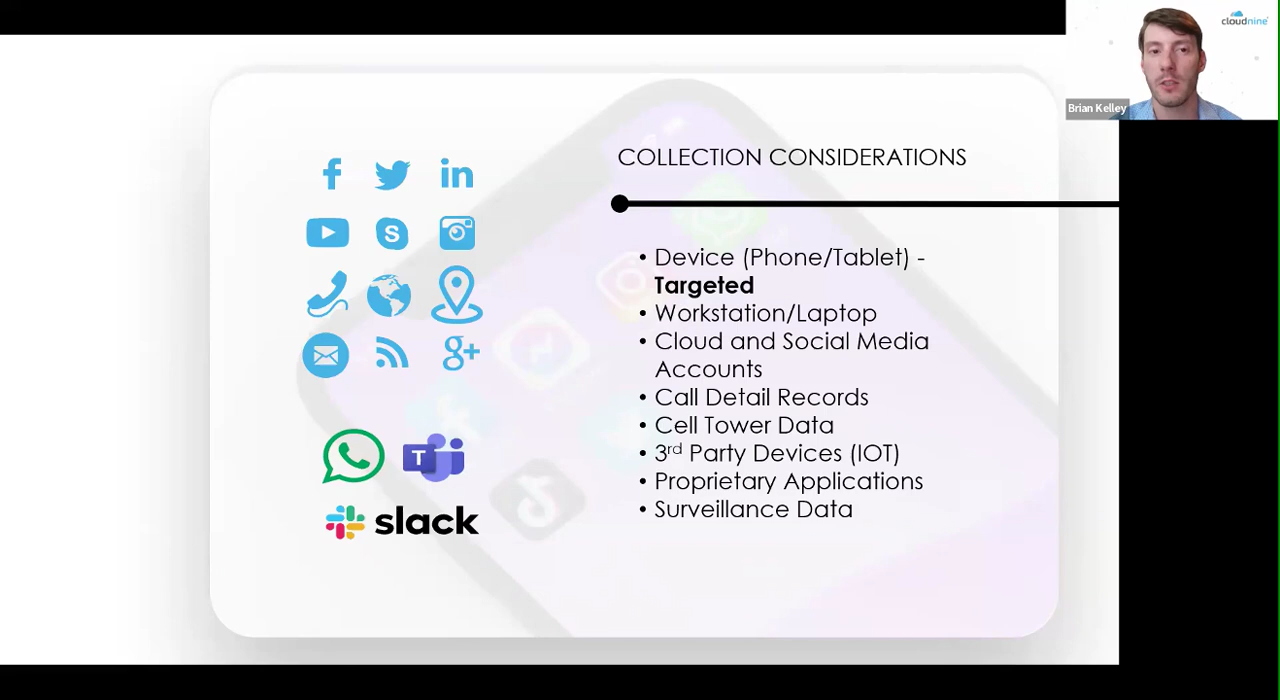 cloudnine
Brian Kelley
COLLECTION CONSIDERATIONS
f
in
S
g+
T
slack
• Device (Phone/Tablet) -
Targeted
• Workstation/Laptop
• Cloud and Social Media
Accounts
• Call Detail Records
• Cell Tower Data
• 3rd Party Devices (IOT)
• Proprietary Applications
• Surveillance Data